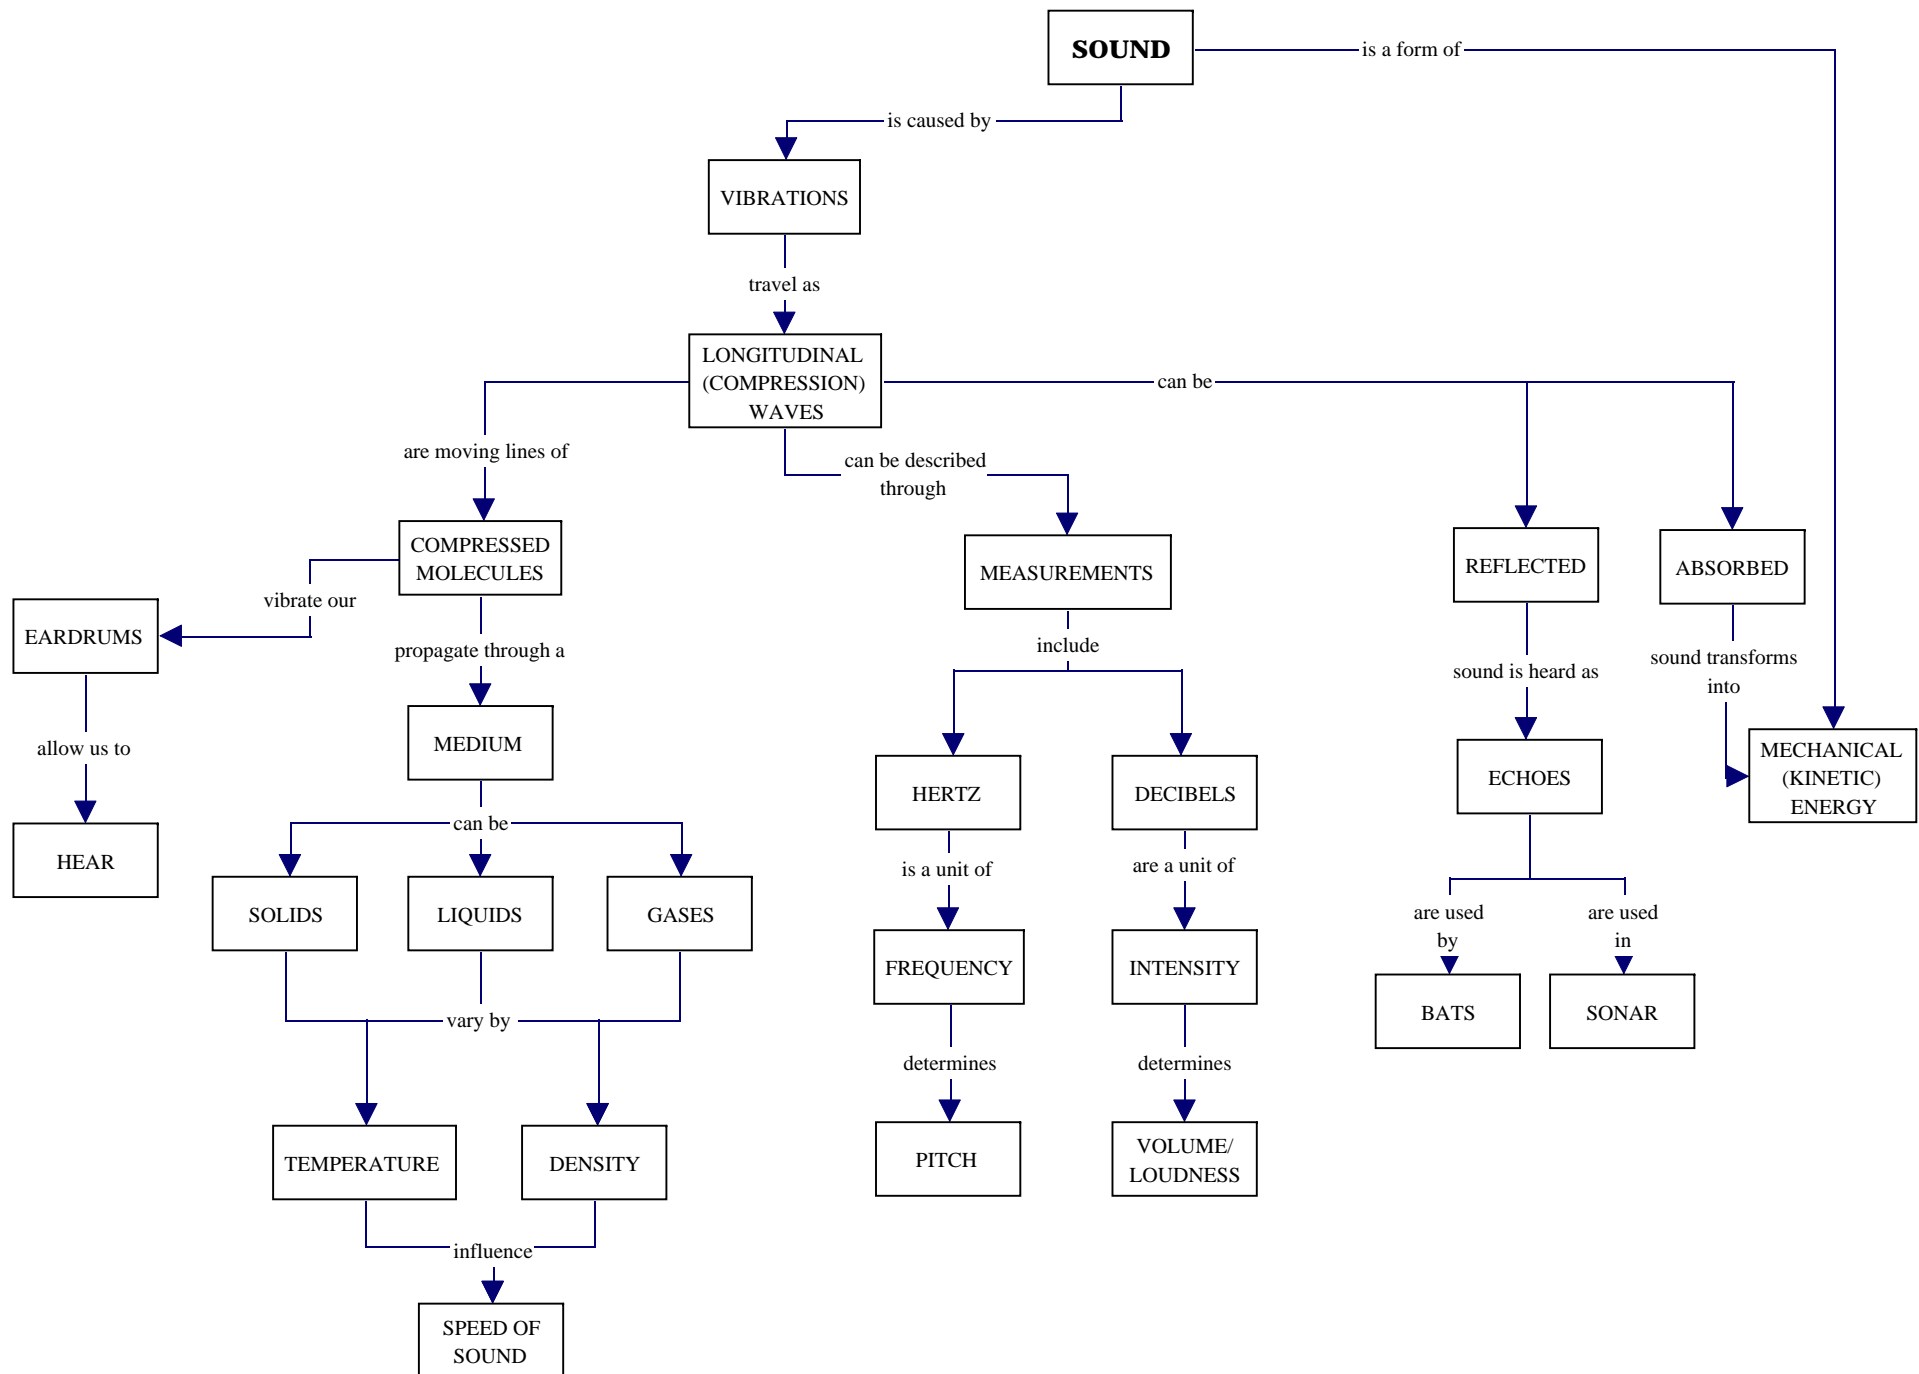 SOUND
is a form of
is caused by
VIBRATIONS
travel as
LONGITUDINAL
(COMPRESSION)
WAVES
can be
are moving lines of
can be described
through
COMPRESSED
MOLECULES
MEASUREMENTS
REFLECTED
ABSORBED
vibrate our
EARDRUMS
propagate through a
include
sound is heard as
sound transforms
into
allow us to
MEDIUM
HERTZ
DECIBELS
ECHOES
MECHANICAL
(KINETIC)
ENERGY
can be
HEAR
is a unit of
are a unit of
SOLIDS
LIQUIDS
GASES
are used
by
are used
in
FREQUENCY
INTENSITY
BATS
SONAR
vary by
determines
determines
TEMPERATURE
DENSITY
PITCH
VOLUME/
LOUDNESS
influence
SPEED OF
SOUND